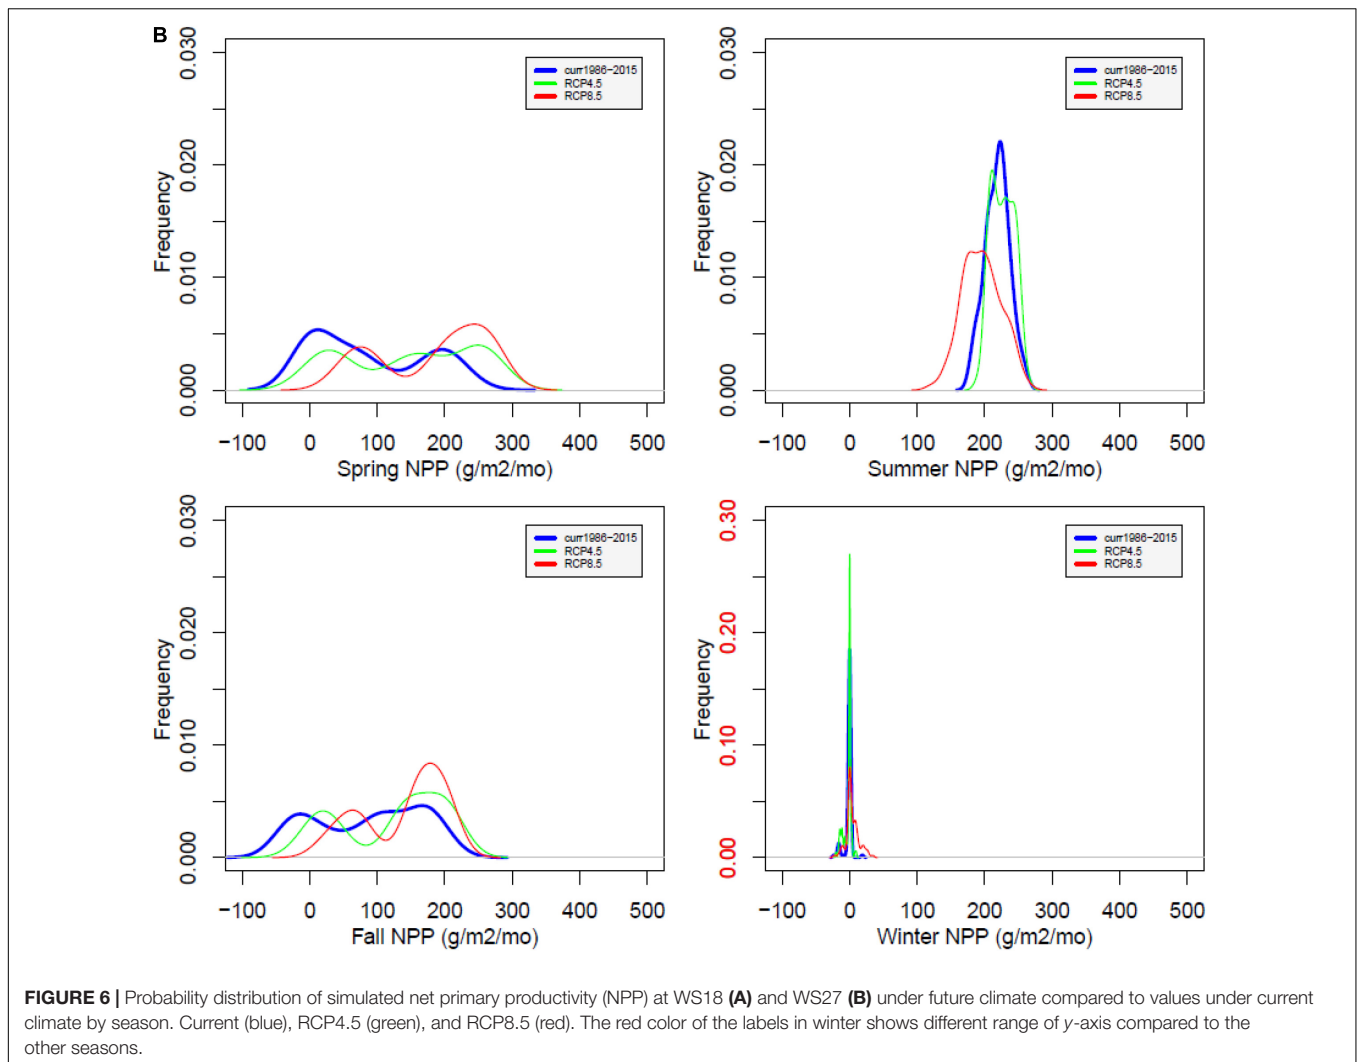 B
0.030
0.020
0.010
0.000
Frequency
curr1986-2015
RCP4.5
RCP8.5
−100 0 100 200 300 400 500
Spring NPP (g/m2/mo)
0.030
0.020
0.010
0.000
Frequency
curr1986-2015
RCP4.5
RCP8.5
−100 0 100 200 300 400 500
Summer NPP (g/m2/mo)
0.030
0.020
0.010
0.000
Frequency
curr1986-2015
RCP4.5
RCP8.5
−100 0 100 200 300 400 500
Fall NPP (g/m2/mo)
0.30
0.20
0.10
0.00
Frequency
curr1986-2015
RCP4.5
RCP8.5
−100 0 100 200 300 400 500
Winter NPP (g/m2/mo)
FIGURE 6 | Probability distribution of simulated net primary productivity (NPP) at WS18 (A) and WS27 (B) under future climate compared to values under current
climate by season. Current (blue), RCP4.5 (green), and RCP8.5 (red). The red color of the labels in winter shows different range of y-axis compared to the
other seasons.